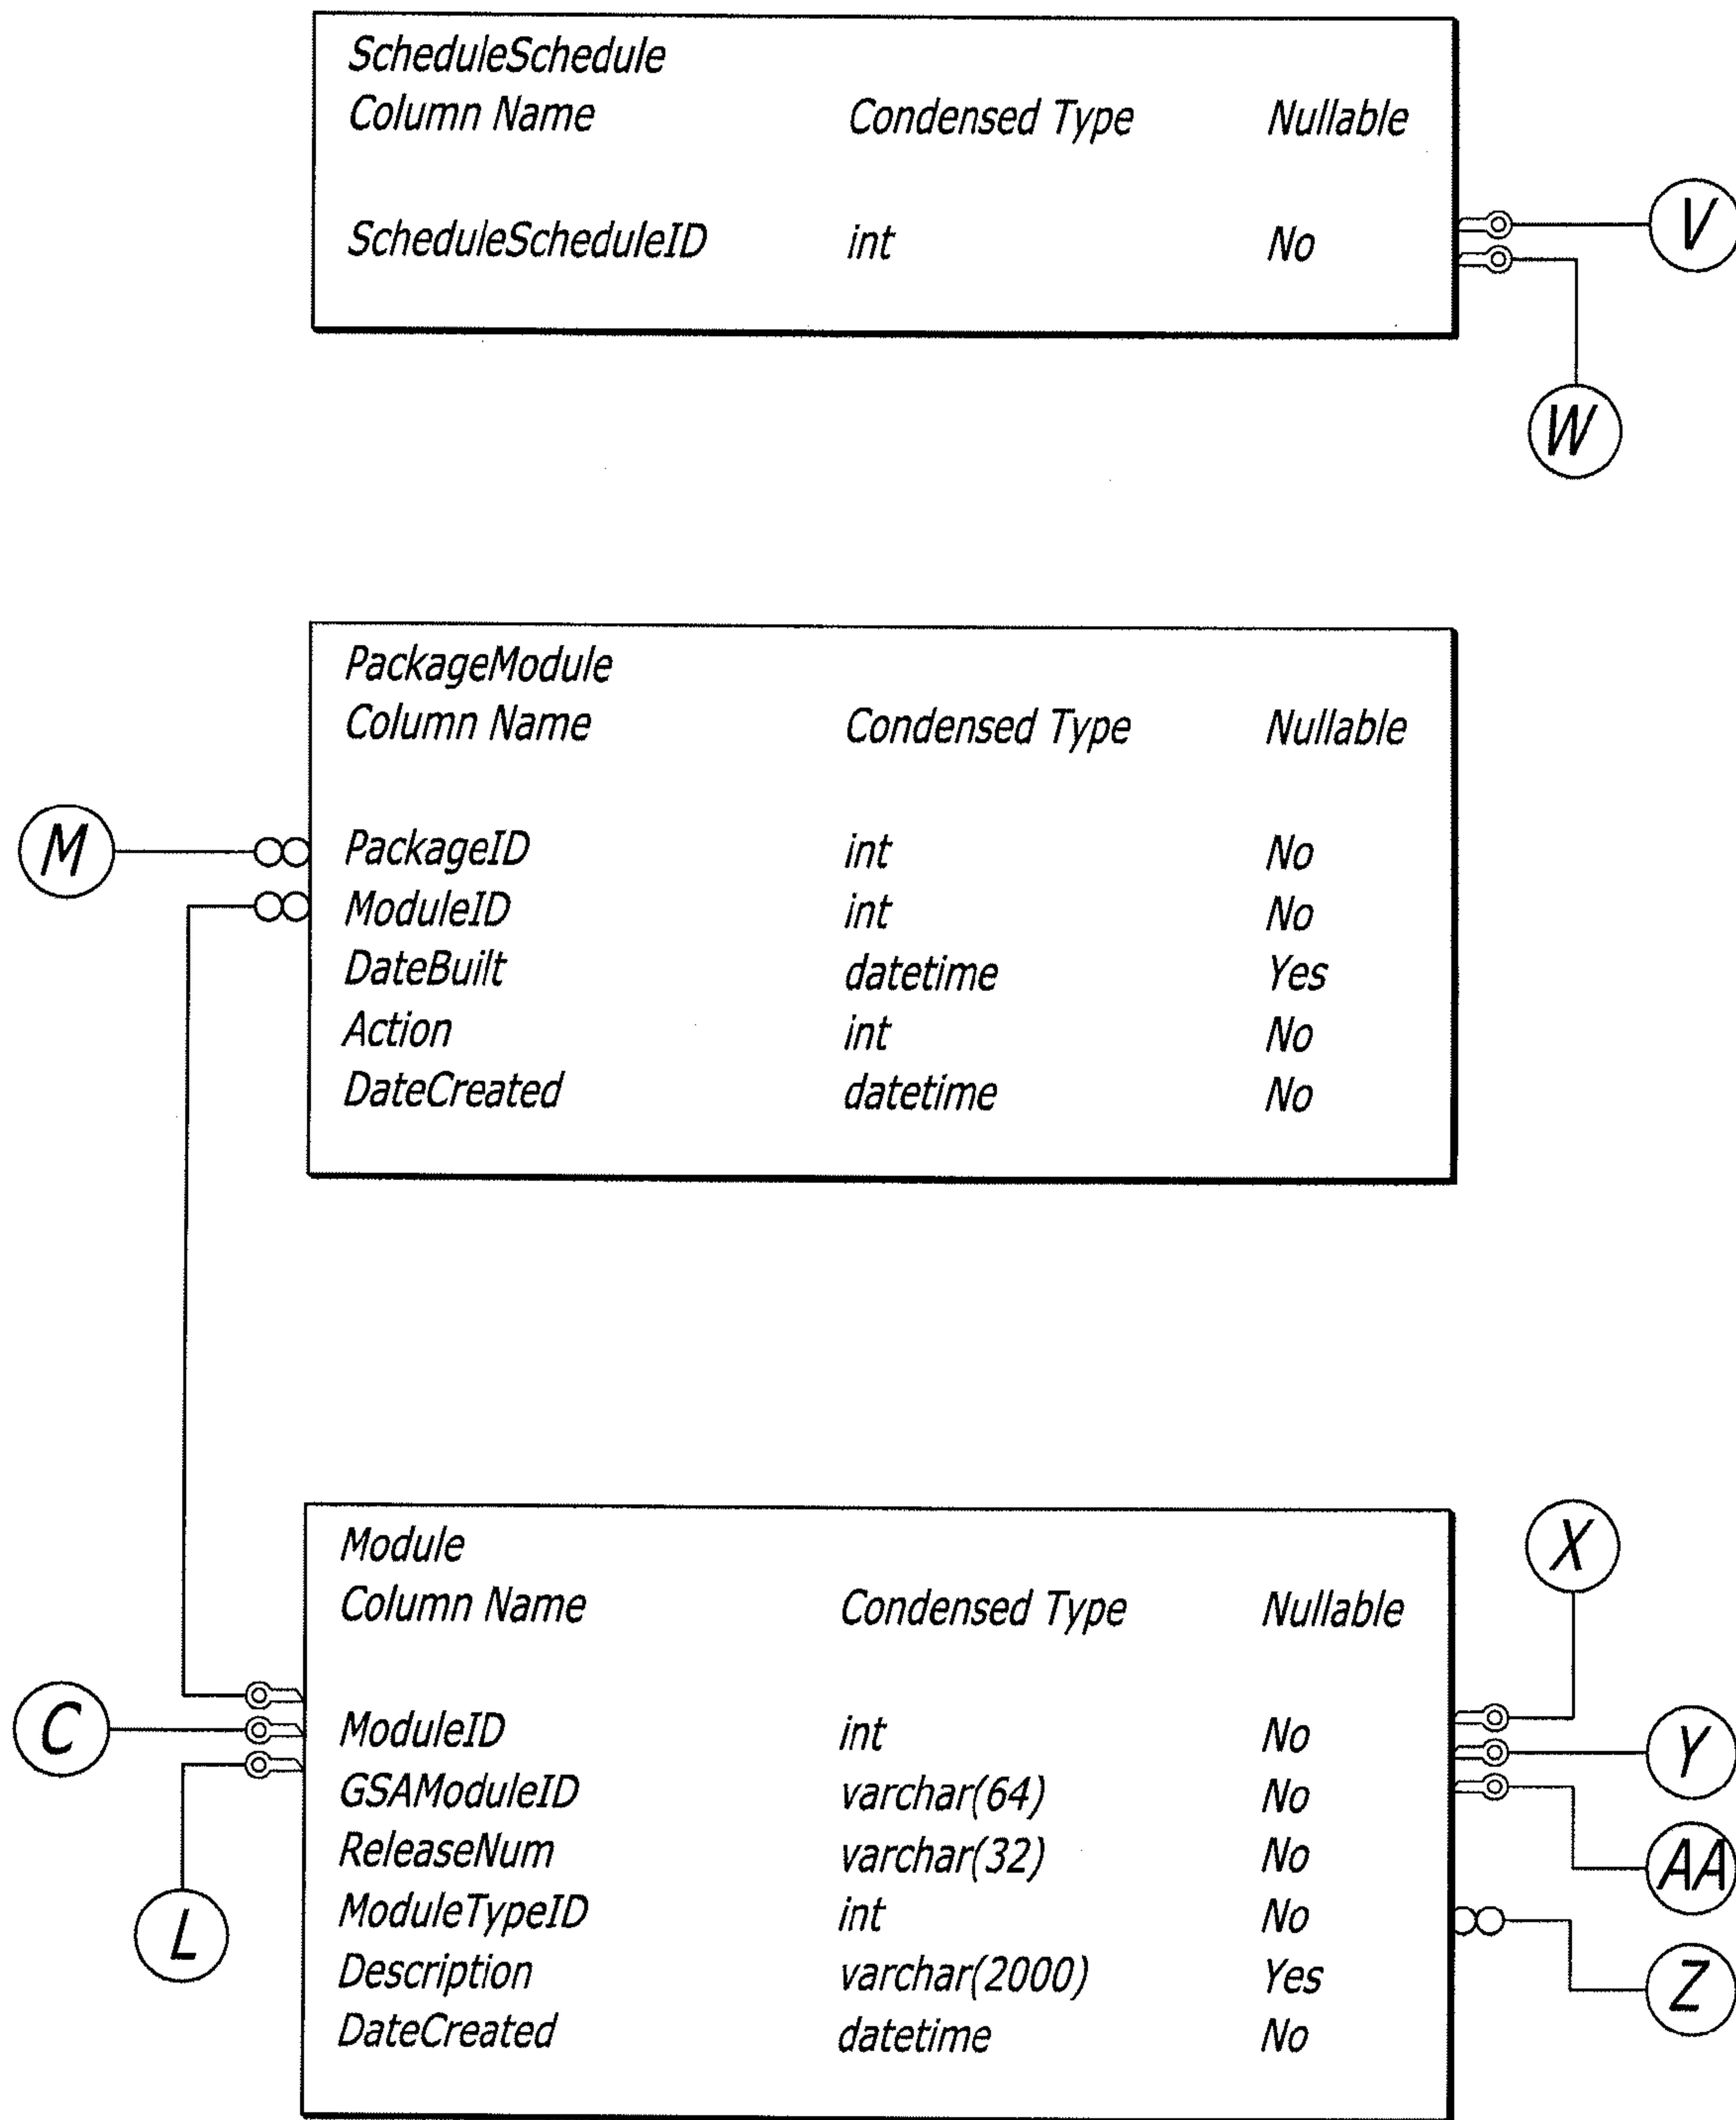 ScheduleSchedule
Column Name Condensed Type Nullable
ScheduleScheduleID int No
V
W
PackageModule
Column Name Condensed Type Nullable
M
PackageID int No
ModuleID int No
DateBuilt datetime Yes
Action int No
DateCreated datetime No
Module
X
Column Name Condensed Type Nullable
C
ModuleID int No
Y
GSAModuleID varchar(64) No
ReleaseNum varchar(32) No
AA
ModuleTypeID int No
L
Description varchar(2000) Yes
Z
DateCreated datetime No